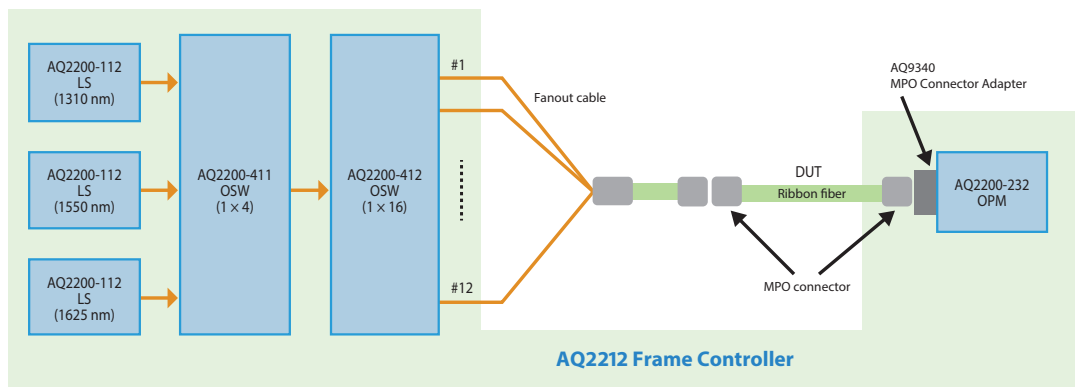 AQ2200-112
LS
(1310 nm)
AQ2200-112
LS
(1550 nm)
AQ2200-112
LS
(1625 nm)
AQ2200-411
OSW
(1 × 4)
AQ2200-412
OSW
(1 × 16)
#1
Fanout cable
#12
DUT
Ribbon fiber
MPO connector
AQ9340
MPO Connector Adapter
AQ2200-232
OPM
AQ2212 Frame Controller